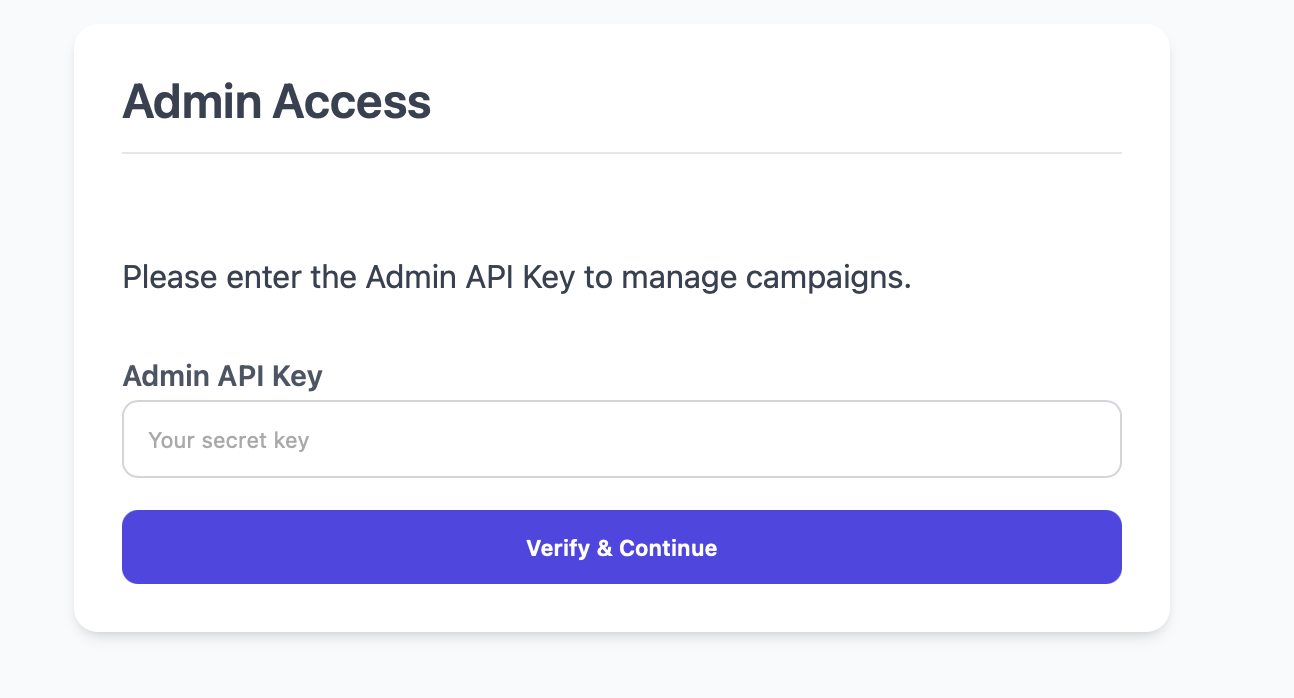 Admin Access
Please enter the Admin API Key to manage campaigns.
Admin API Key
Your secret key
Verify & Continue